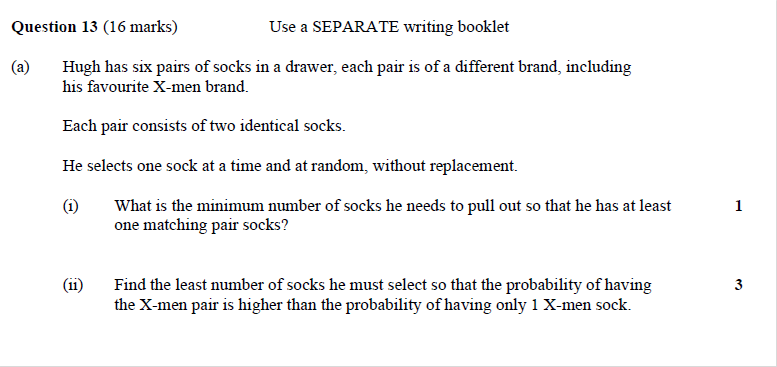 Question 13 (16 marks) Use a SEPARATE writing booklet
(a) Hugh has six pairs of socks in a drawer, each pair is of a different brand, including
his favourite X-men brand.
Each pair consists of two identical socks.
He selects one sock at a time and at random, without replacement.
(i) What is the minimum number of socks he needs to pull out so that he has at least 1
one matching pair socks?
(ii) Find the least number of socks he must select so that the probability of having 3
the X-men pair is higher than the probability of having only 1 X-men sock.